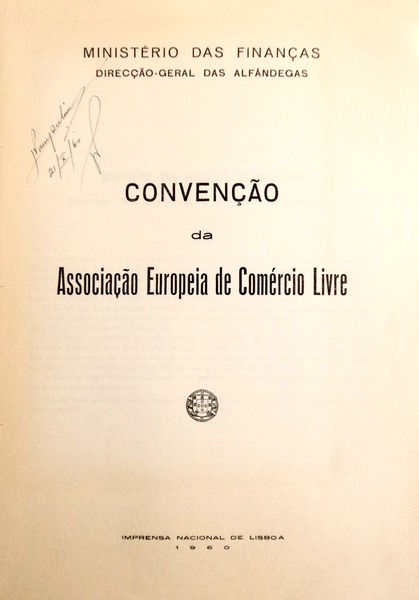 MINISTÉRIO DAS FINANÇAS
DIRECÇÃO-GERAL DAS ALFÂNDEGAS
CONVENÇÃO
da
Associação Europeia de Comércio Livre
IMPRENSA NACIONAL DE LISBOA
1960